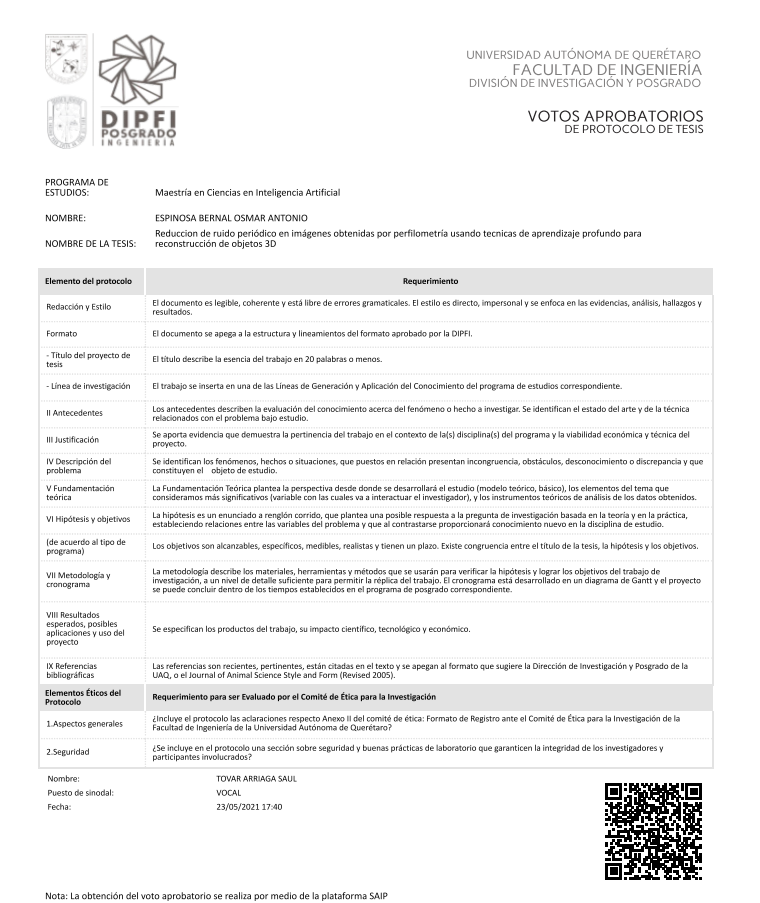 UNIVERSIDAD AUTÓNOMA DE QUERÉTARO
FACULTAD DE INGENIERÍA
DIVISIÓN DE INVESTIGACIÓN Y POSGRADO
DIPFI
POSGRADO
INGENIERÍA
VOTOS APROBATORIOS
DE PROTOCOLO DE TESIS
PROGRAMA DE
ESTUDIOS:
Maestría en Ciencias en Inteligencia Artificial
NOMBRE:
ESPINOSA BERNAL OSMAR ANTONIO
NOMBRE DE LA TESIS:
Reduccion de ruido periódico en imágenes obtenidas por perfilometría usando tecnicas de aprendizaje profundo para
reconstrucción de objetos 3D
Elemento del protocolo
Requerimiento
Redacción y Estilo
El documento es legible, coherente y está libre de errores gramaticales. El estilo es directo, impersonal y se enfoca en las evidencias, análisis, hallazgos y
resultados.
Formato
El documento se apega a la estructura y lineamientos del formato aprobado por la DIPFI.
- Título del proyecto de
tesis
El título describe la esencia del trabajo en 20 palabras o menos.
- Línea de investigación
El trabajo se inserta en una de las Líneas de Generación y Aplicación del Conocimiento del programa de estudios correspondiente.
II Antecedentes
Los antecedentes describen la evaluación del conocimiento acerca del fenómeno o hecho a investigar. Se identifican el estado del arte y de la técnica
relacionados con el problema bajo estudio.
III Justificación
Se aporta evidencia que demuestra la pertinencia del trabajo en el contexto de la(s) disciplina(s) del programa y la viabilidad económica y técnica del
proyecto.
IV Descripción del
problema
Se identifican los fenómenos, hechos o situaciones, que puestos en relación presentan incongruencia, obstáculos, desconocimiento o discrepancia y que
constituyen el objeto de estudio.
V Fundamentación
teórica
La Fundamentación Teórica plantea la perspectiva desde donde se desarrollará el estudio (modelo teórico, básico), los elementos del tema que
consideramos más significativos (variable con las cuales va a interactuar el investigador), y los instrumentos teóricos de análisis de los datos obtenidos.
VI Hipótesis y objetivos
La hipótesis es un enunciado a renglón corrido, que plantea una posible respuesta a la pregunta de investigación basada en la teoría y en la práctica,
estableciendo relaciones entre las variables del problema y que al contrastarse proporcionará conocimiento nuevo en la disciplina de estudio.
(de acuerdo al tipo de
programa)
Los objetivos son alcanzables, específicos, medibles, realistas y tienen un plazo. Existe congruencia entre el título de la tesis, la hipótesis y los objetivos.
VII Metodología y
cronograma
La metodología describe los materiales, herramientas y métodos que se usarán para verificar la hipótesis y lograr los objetivos del trabajo de
investigación, a un nivel de detalle suficiente para permitir la réplica del trabajo. El cronograma está desarrollado en un diagrama de Gantt y el proyecto
se puede concluir dentro de los tiempos establecidos en el programa de posgrado correspondiente.
VIII Resultados
esperados, posibles
aplicaciones y uso del
proyecto
Se especifican los productos del trabajo, su impacto científico, tecnológico y económico.
IX Referencias
bibliográficas
Las referencias son recientes, pertinentes, están citadas en el texto y se apegan al formato que sugiere la Dirección de Investigación y Posgrado de la
UAQ, o el Journal of Animal Science Style and Form (Revised 2005).
Elementos Éticos del
Protocolo
Requerimiento para ser Evaluado por el Comité de Ética para la Investigación
1.Aspectos generales
¿Incluye el protocolo las aclaraciones respecto Anexo II del comité de ética: Formato de Registro ante el Comité de Ética para la Investigación de la
Facultad de Ingeniería de la Universidad Autónoma de Querétaro?
2.Seguridad
¿Se incluye en el protocolo una sección sobre seguridad y buenas prácticas de laboratorio que garanticen la integridad de los investigadores y
participantes involucrados?
Nombre:
TOVAR ARRIAGA SAUL
Puesto de sinodal:
VOCAL
Fecha:
23/05/2021 17:40
Nota: La obtención del voto aprobatorio se realiza por medio de la plataforma SAIP